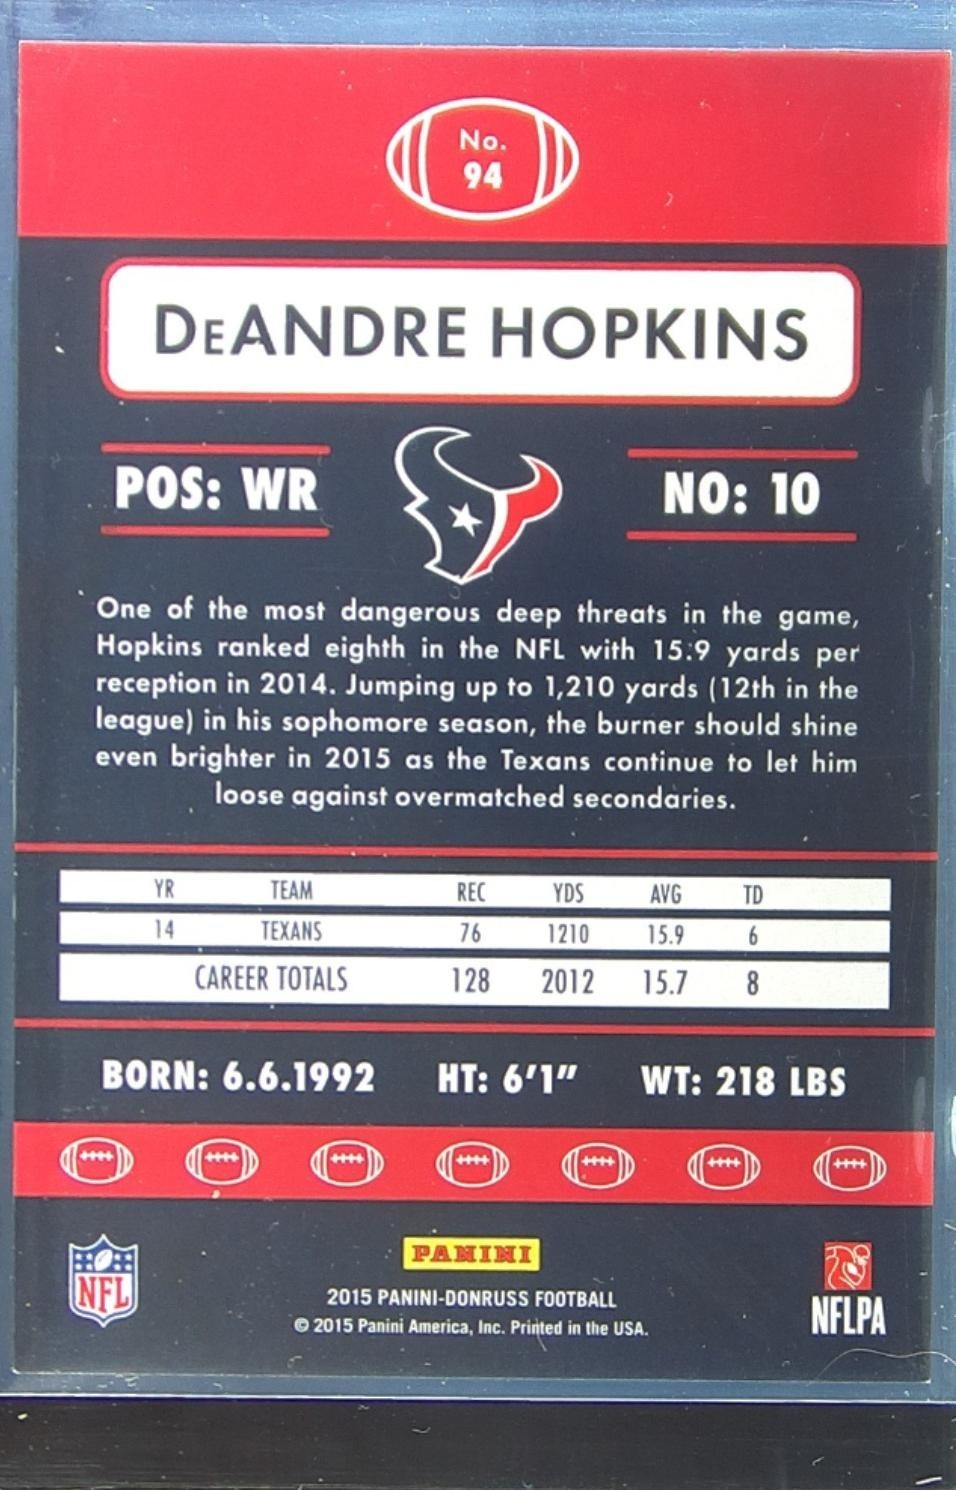 No.
94
DeANDRE HOPKINS
POS: WR
NO: 10
One of the most dangerous deep threats in the game,
Hopkins ranked eighth in the NFL with 15.9 yards per
reception in 2014. Jumping up to 1,210 yards (12th in the
league) in his sophomore season, the burner should shine
even brighter in 2015 as the Texans continue to let him
loose against overmatched secondaries.
YR TEAM REC YDS AVG TD
14 TEXANS 76 1210 15.9 6
CAREER TOTALS 128 2012 15.7 8
BORN: 6.6.1992 HT: 6'1" WT: 218 LBS
NFL
PANINI
2015 PANINI-DONRUSS FOOTBALL
© 2015 Panini America, Inc. Printed in the USA.
NFLPA